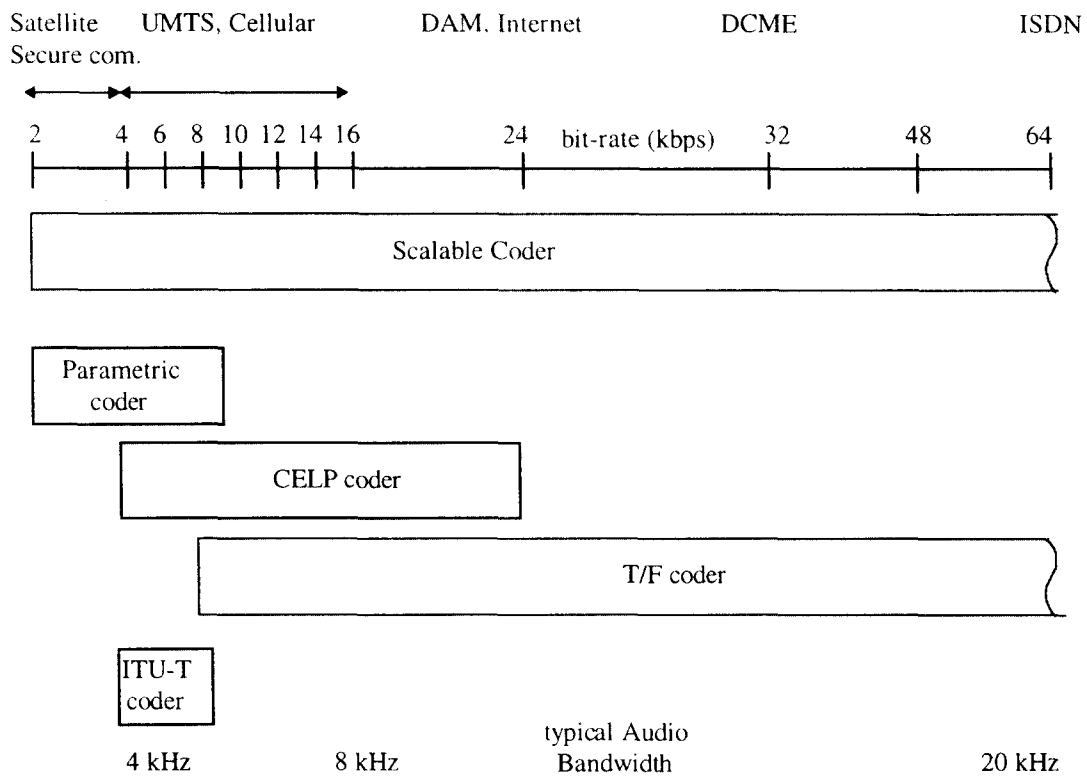 Satellite UMTS, Cellular DAM. Internet DCME ISDN
Secure com.
2 4 6 8 10 12 14 16 24 bit-rate (kbps) 32 48 64
Scalable Coder
Parametric
coder
CELP coder
T/F coder
ITU-T
coder
typical Audio
4 kHz 8 kHz Bandwidth 20 kHz